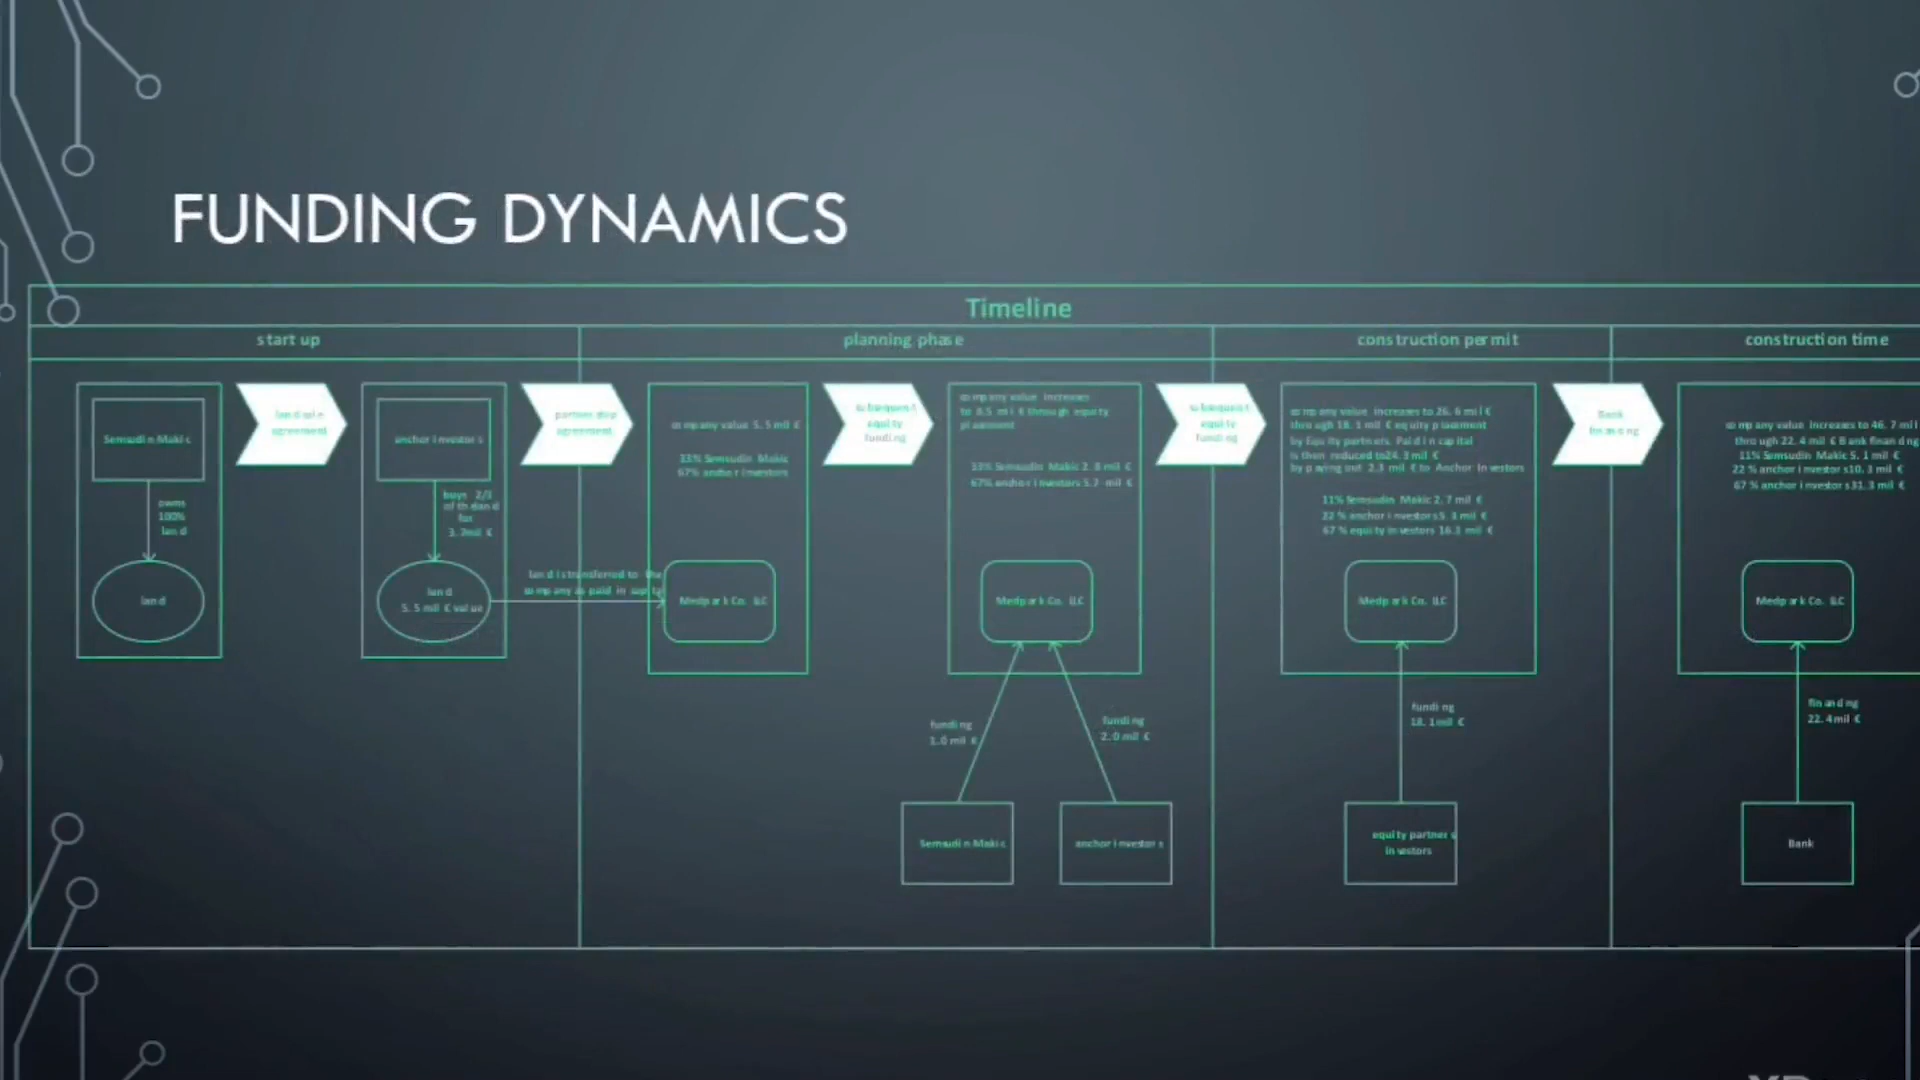 FUNDING DYNAMICS
Timeline
start up
planning phase
construction permit
construction time
Semsudin Makic
owns
100%
land
land
land sale
agreement
anchor investors
buys 2/3
of the land
for
3.7mil €
land
5.5 mil € value
partnership
agreement
land is transferred to the
company as paid in capital
company value 5.5 mil €
33% Semsudin Makic
67% anchor investors
Medpark Co. LLC
subsequent
equity
funding
company value increases
to 8.5 mil € through equity
placement
33% Semsudin Makic 2.8 mil €
67% anchor investors 5.7 mil €
Medpark Co. LLC
funding
1.0 mil €
funding
2.0 mil €
Semsudin Makic
anchor investors
subsequent
equity
funding
company value increases to 26.6 mil €
through 18.1 mil € equity placement
by Equity partners. Paid in capital
is then reduced to 24.3 mil €
by paying out 2.3 mil € to Anchor Investors
11% Semsudin Makic 2.7 mil €
22 % anchor investors 5.3 mil €
67 % equity investors 16.3 mil €
Medpark Co. LLC
funding
18.1mil €
equity partners
investors
Bank
financing
company value increases to 46.7 mil
through 22.4 mil € Bank financing
11% Semsudin Makic 5.1 mil €
22 % anchor investors 10.3 mil €
67 % anchor investors 31.3 mil €
Medpark Co. LLC
financing
22.4mil €
Bank